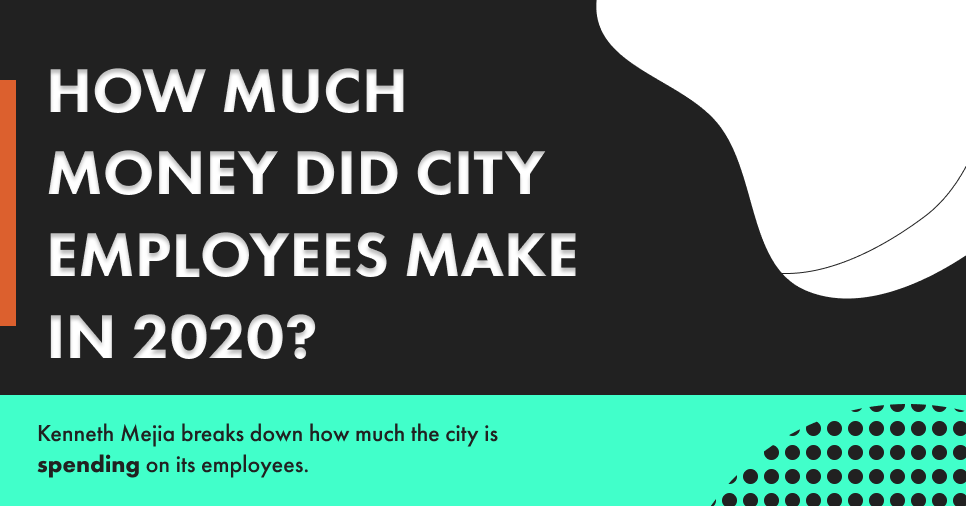 HOW MUCH
MONEY DID CITY
EMPLOYEES MAKE
IN 2020?
Kenneth Mejia breaks down how much the city is
spending on its employees.